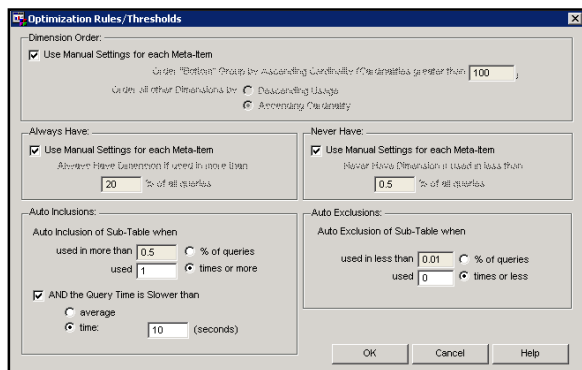 Optimization Rules/Thresholds
Dimension Order:
Use Manual Settings for each Meta-Item
Order "Bottom" Group by Ascending Cardinality (Cardinalities greater than 100 )
Order all other Dimensions by Descending Usage
Ascending Cardinality
Always Have:
Use Manual Settings for each Meta-Item
Always Have Dimension if used in more than
20 % of all queries
Never Have:
Use Manual Settings for each Meta-Item
Never Have Dimension if used in less than
0.5 % of all queries
Auto Inclusions:
Auto Inclusion of Sub-Table when
used in more than 0.5 % of queries
used 1 times or more
AND the Query Time is Slower than
average
time: 10 (seconds)
Auto Exclusions:
Auto Exclusion of Sub-Table when
used in less than 0.01 % of queries
used 0 times or less
OK Cancel Help